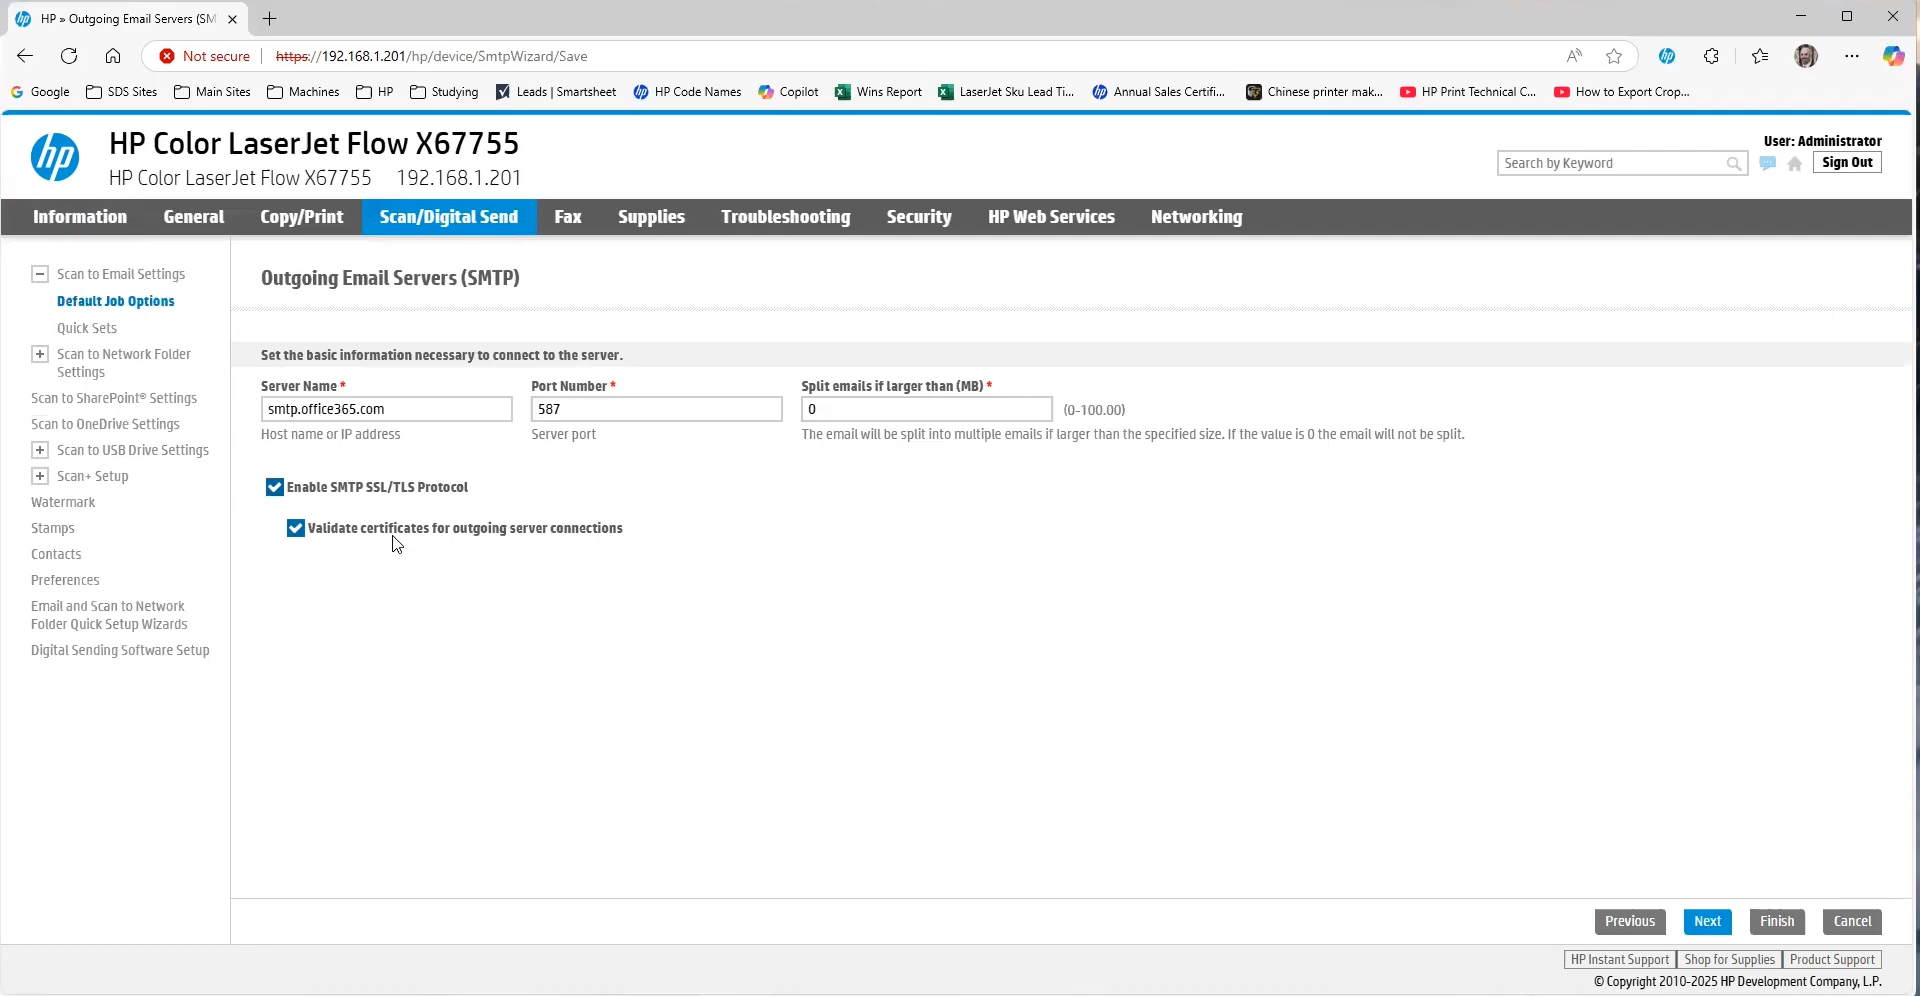 HP » Outgoing Email Servers (SM
Not secure https://192.168.1.201/hp/device/SmtpWizard/Save
Google SDS Sites Main Sites Machines HP Studying Leads | Smartsheet HP Code Names Copilot Wins Report LaserJet Sku Lead Ti... Annual Sales Certifi... Chinese printer mak... HP Print Technical C... How to Export Crop...
hp
HP Color LaserJet Flow X67755
HP Color LaserJet Flow X67755 192.168.1.201
User: Administrator
Search by Keyword
Sign Out
Information General Copy/Print Scan/Digital Send Fax Supplies Troubleshooting Security HP Web Services Networking
Scan to Email Settings
Default Job Options
Quick Sets
Scan to Network Folder
Settings
Scan to SharePoint® Settings
Scan to OneDrive Settings
Scan to USB Drive Settings
Scan+ Setup
Watermark
Stamps
Contacts
Preferences
Email and Scan to Network
Folder Quick Setup Wizards
Digital Sending Software Setup
Outgoing Email Servers (SMTP)
Set the basic information necessary to connect to the server.
Server Name * Port Number * Split emails if larger than (MB) *
smtp.office365.com 587 0 (0-100.00)
Host name or IP address Server port The email will be split into multiple emails if larger than the specified size. If the value is 0 the email will not be split.
Enable SMTP SSL/TLS Protocol
Validate certificates for outgoing server connections
Previous Next Finish Cancel
HP Instant Support Shop for Supplies Product Support
© Copyright 2010-2025 HP Development Company, L.P.